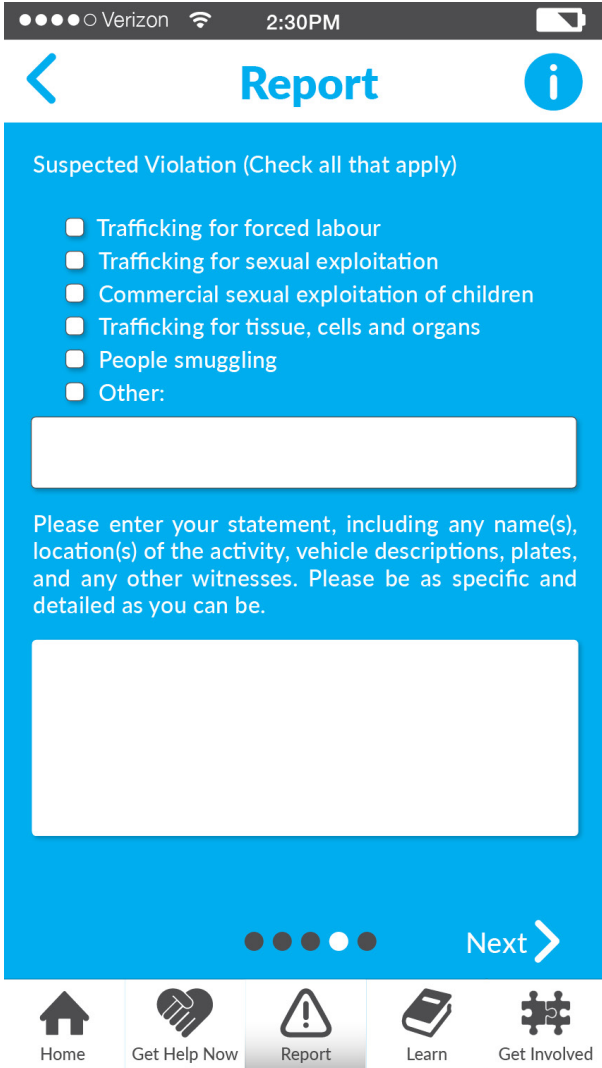 Verizon 2:30PM
Report
Suspected Violation (Check all that apply)
Trafficking for forced labour
Trafficking for sexual exploitation
Commercial sexual exploitation of children
Trafficking for tissue, cells and organs
People smuggling
Other:
Please enter your statement, including any name(s),
location(s) of the activity, vehicle descriptions, plates,
and any other witnesses. Please be as specific and
detailed as you can be.
Next
Home Get Help Now Report Learn Get Involved